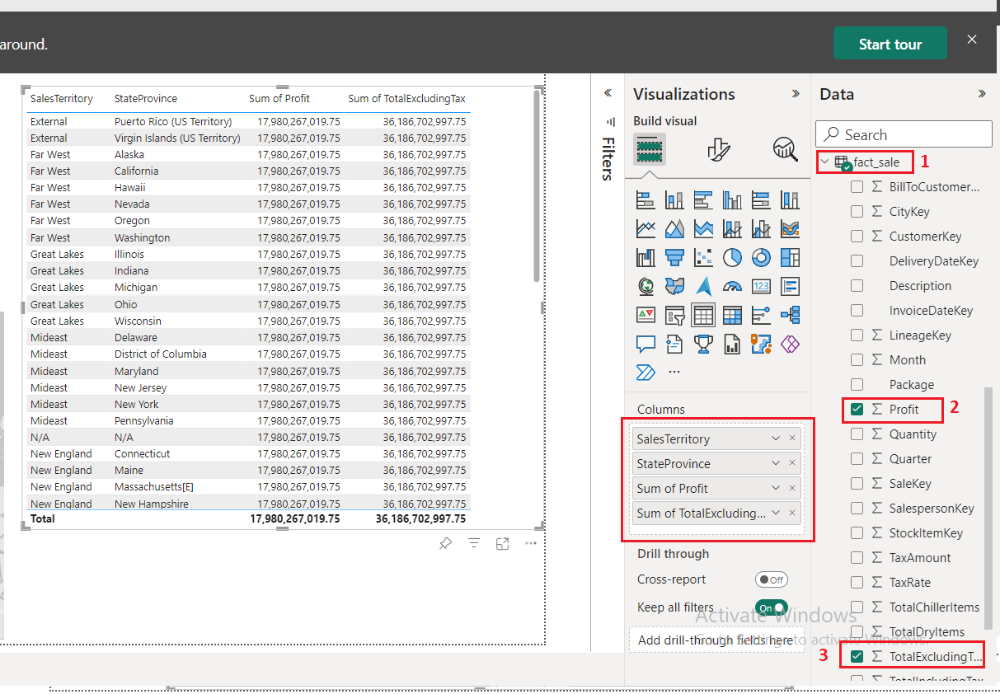 around.
Start tour
SalesTerritory StateProvince Sum of Profit Sum of TotalExcludingTax
External Puerto Rico (US Territory) 17,980,267,019.75 36,186,702,997.75
External Virgin Islands (US Territory) 17,980,267,019.75 36,186,702,997.75
Far West Alaska 17,980,267,019.75 36,186,702,997.75
Far West California 17,980,267,019.75 36,186,702,997.75
Far West Hawaii 17,980,267,019.75 36,186,702,997.75
Far West Nevada 17,980,267,019.75 36,186,702,997.75
Far West Oregon 17,980,267,019.75 36,186,702,997.75
Far West Washington 17,980,267,019.75 36,186,702,997.75
Great Lakes Illinois 17,980,267,019.75 36,186,702,997.75
Great Lakes Indiana 17,980,267,019.75 36,186,702,997.75
Great Lakes Michigan 17,980,267,019.75 36,186,702,997.75
Great Lakes Ohio 17,980,267,019.75 36,186,702,997.75
Great Lakes Wisconsin 17,980,267,019.75 36,186,702,997.75
Mideast Delaware 17,980,267,019.75 36,186,702,997.75
Mideast District of Columbia 17,980,267,019.75 36,186,702,997.75
Mideast Maryland 17,980,267,019.75 36,186,702,997.75
Mideast New Jersey 17,980,267,019.75 36,186,702,997.75
Mideast New York 17,980,267,019.75 36,186,702,997.75
Mideast Pennsylvania 17,980,267,019.75 36,186,702,997.75
N/A N/A 17,980,267,019.75 36,186,702,997.75
New England Connecticut 17,980,267,019.75 36,186,702,997.75
New England Maine 17,980,267,019.75 36,186,702,997.75
New England Massachusetts[E] 17,980,267,019.75 36,186,702,997.75
New England New Hampshire 17,980,267,019.75 36,186,702,997.75
Total 17,980,267,019.75 36,186,702,997.75
Filters
Visualizations
Build visual
123
Columns
SalesTerritory
StateProvince
Sum of Profit
Sum of TotalExcluding...
Drill through
Cross-report Off
Keep all filters On
Add drill-through fields here
Data
Search
fact_sale 1
BillToCustomer...
CityKey
CustomerKey
DeliveryDateKey
Description
InvoiceDateKey
LineageKey
Month
Package
Profit 2
Quantity
Quarter
SaleKey
SalespersonKey
StockItemKey
TaxAmount
TaxRate
TotalChillerItems
TotalDryItems
3 TotalExcludingT...
TotalIncludingTax
Activate Windows
Go to Settings to activate Windows.